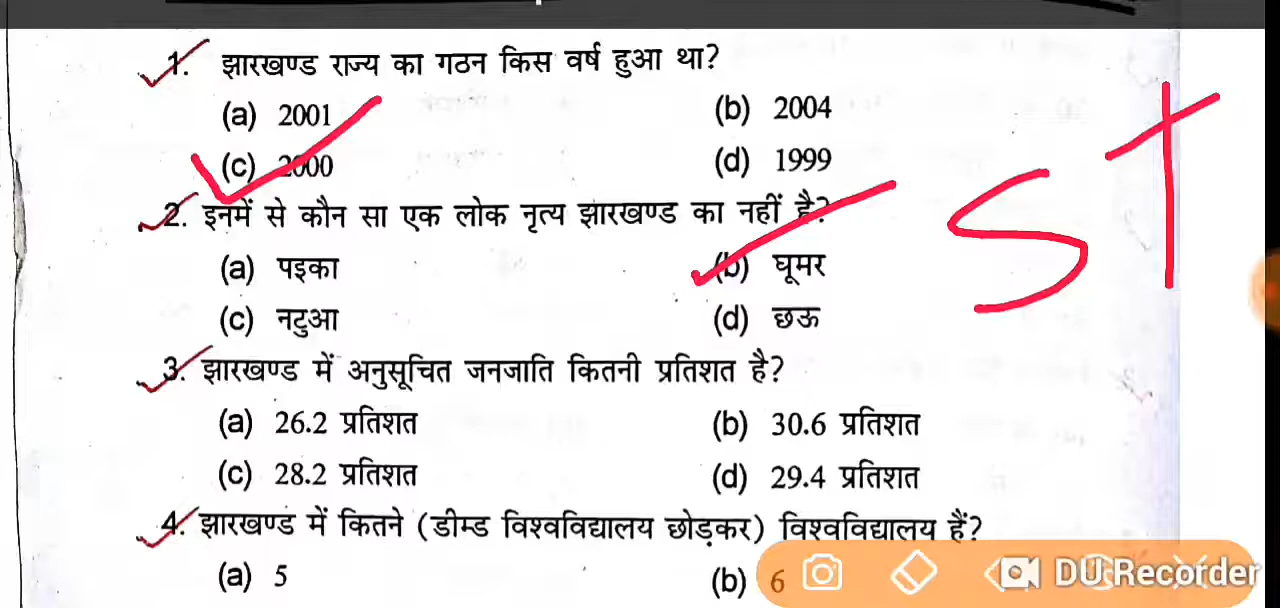 1. झारखण्ड राज्य का गठन किस वर्ष हुआ था?
(a) 2001 (b) 2004
(c) 2000 (d) 1999
ST
2. इनमें से कौन सा एक लोक नृत्य झारखण्ड का नहीं है?
(a) पइका (b) घूमर
(c) नटुआ (d) छऊ
3. झारखण्ड में अनुसूचित जनजाति कितनी प्रतिशत है?
(a) 26.2 प्रतिशत (b) 30.6 प्रतिशत
(c) 28.2 प्रतिशत (d) 29.4 प्रतिशत
4. झारखण्ड में कितने (डीम्ड विश्वविद्यालय छोड़कर) विश्वविद्यालय हैं?
(a) 5 (b) 6
DU Recorder